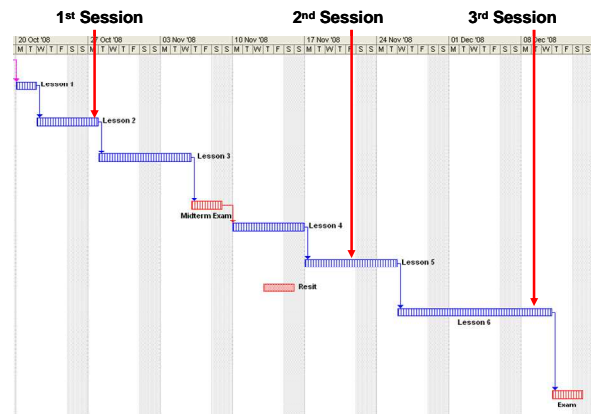 1st Session 2nd Session 3rd Session
20 Oct '08 27 Oct '08 03 Nov '08 10 Nov '08 17 Nov '08 24 Nov '08 01 Dec '08 08 Dec '08
M T W T F S S M T W T F S S M T W T F S S M T W T F S S M T W T F S S M T W T F S S M T W T F S S M T W T F S S
Lesson 1
Lesson 2
Lesson 3
Midterm Exam
Lesson 4
Lesson 5
Resit
Lesson 6
Exam